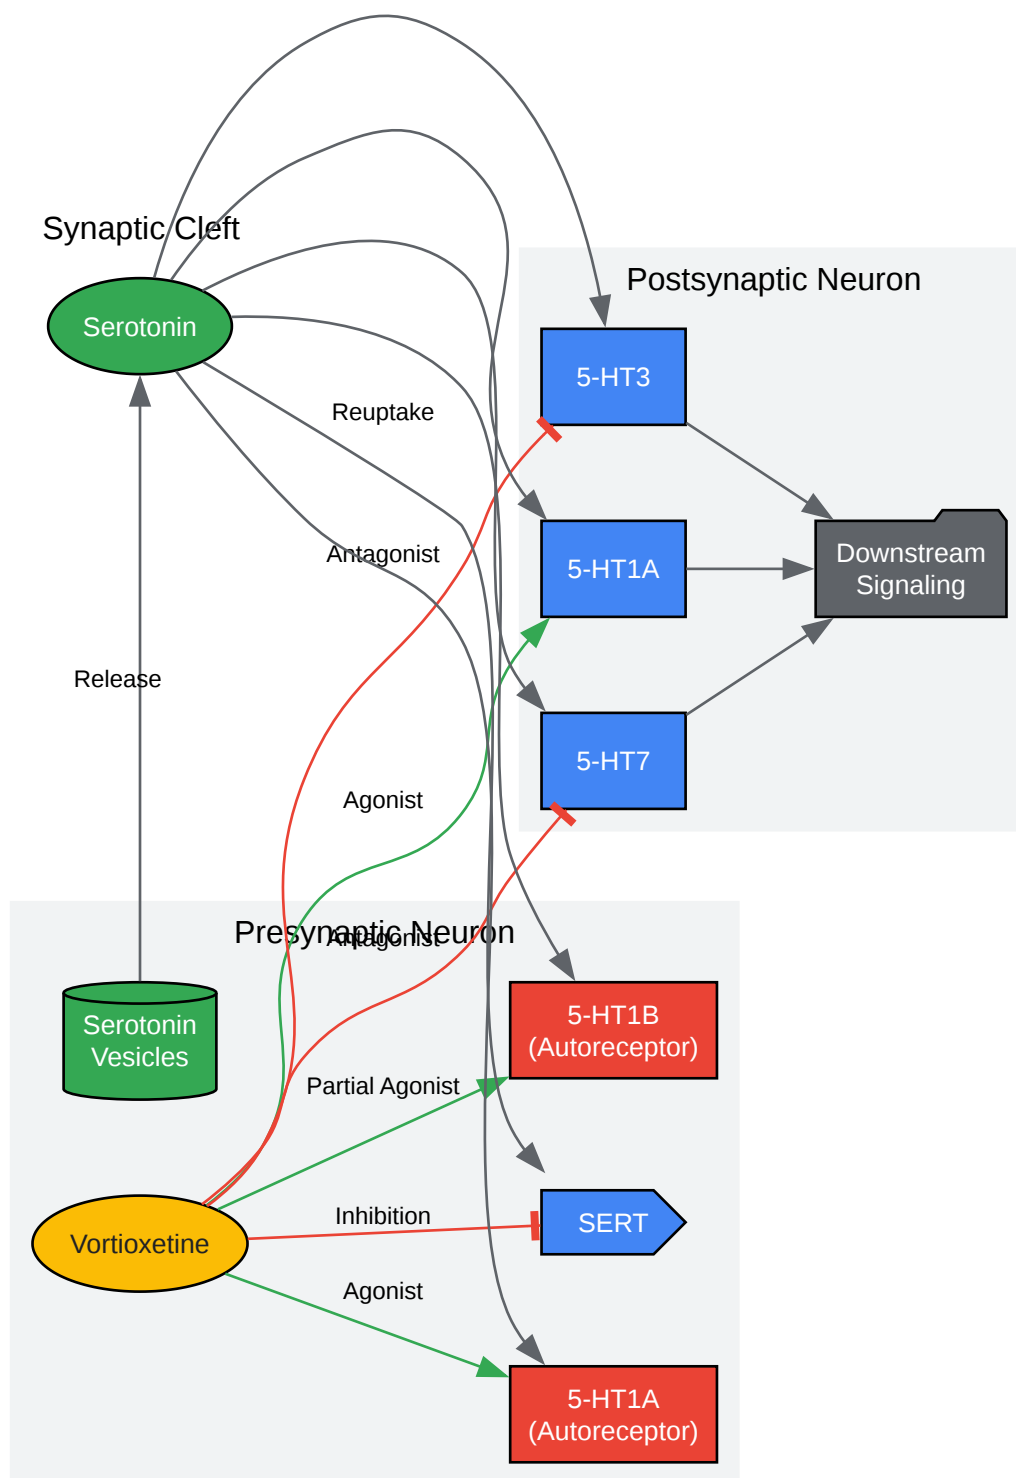 Synaptic Cleft
Serotonin
Postsynaptic Neuron
5-HT3
Reuptake
Antagonist
5-HT1A
Downstream
Signaling
Release
5-HT7
Agonist
Presynaptic Neuron
Antagonist
Serotonin
Vesicles
5-HT1B
(Autoreceptor)
Partial Agonist
Inhibition
SERT
Vortioxetine
Agonist
5-HT1A
(Autoreceptor)